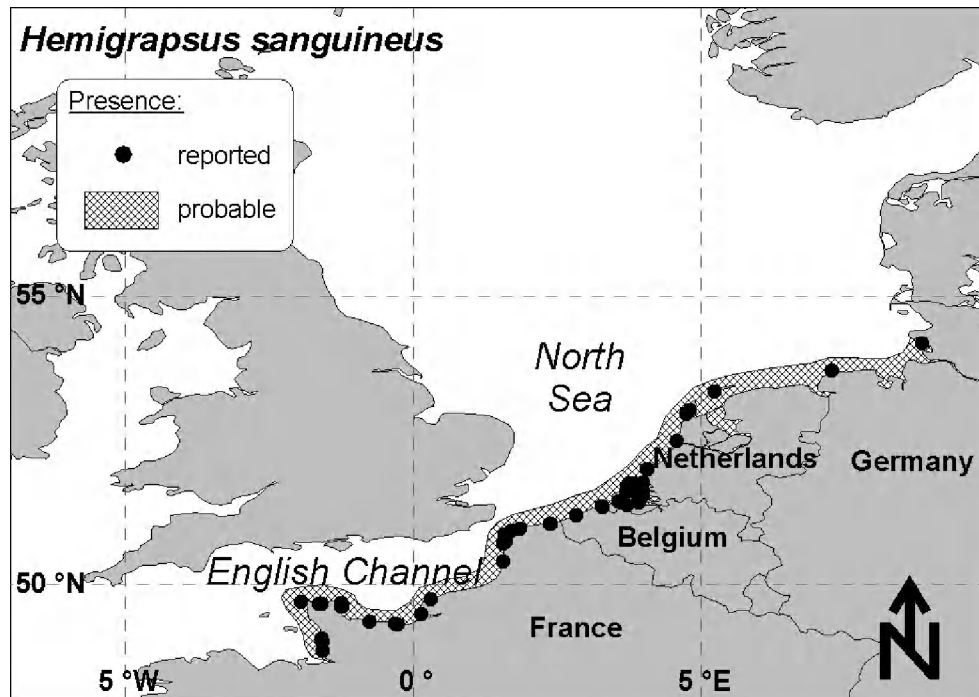 Hemigrapsus sanguineus
Presence:
reported
probable
55 °N
North
Sea
Netherlands
Germany
Belgium
English Channel
50 °N
France
N
5 °W
0 °
5 °E